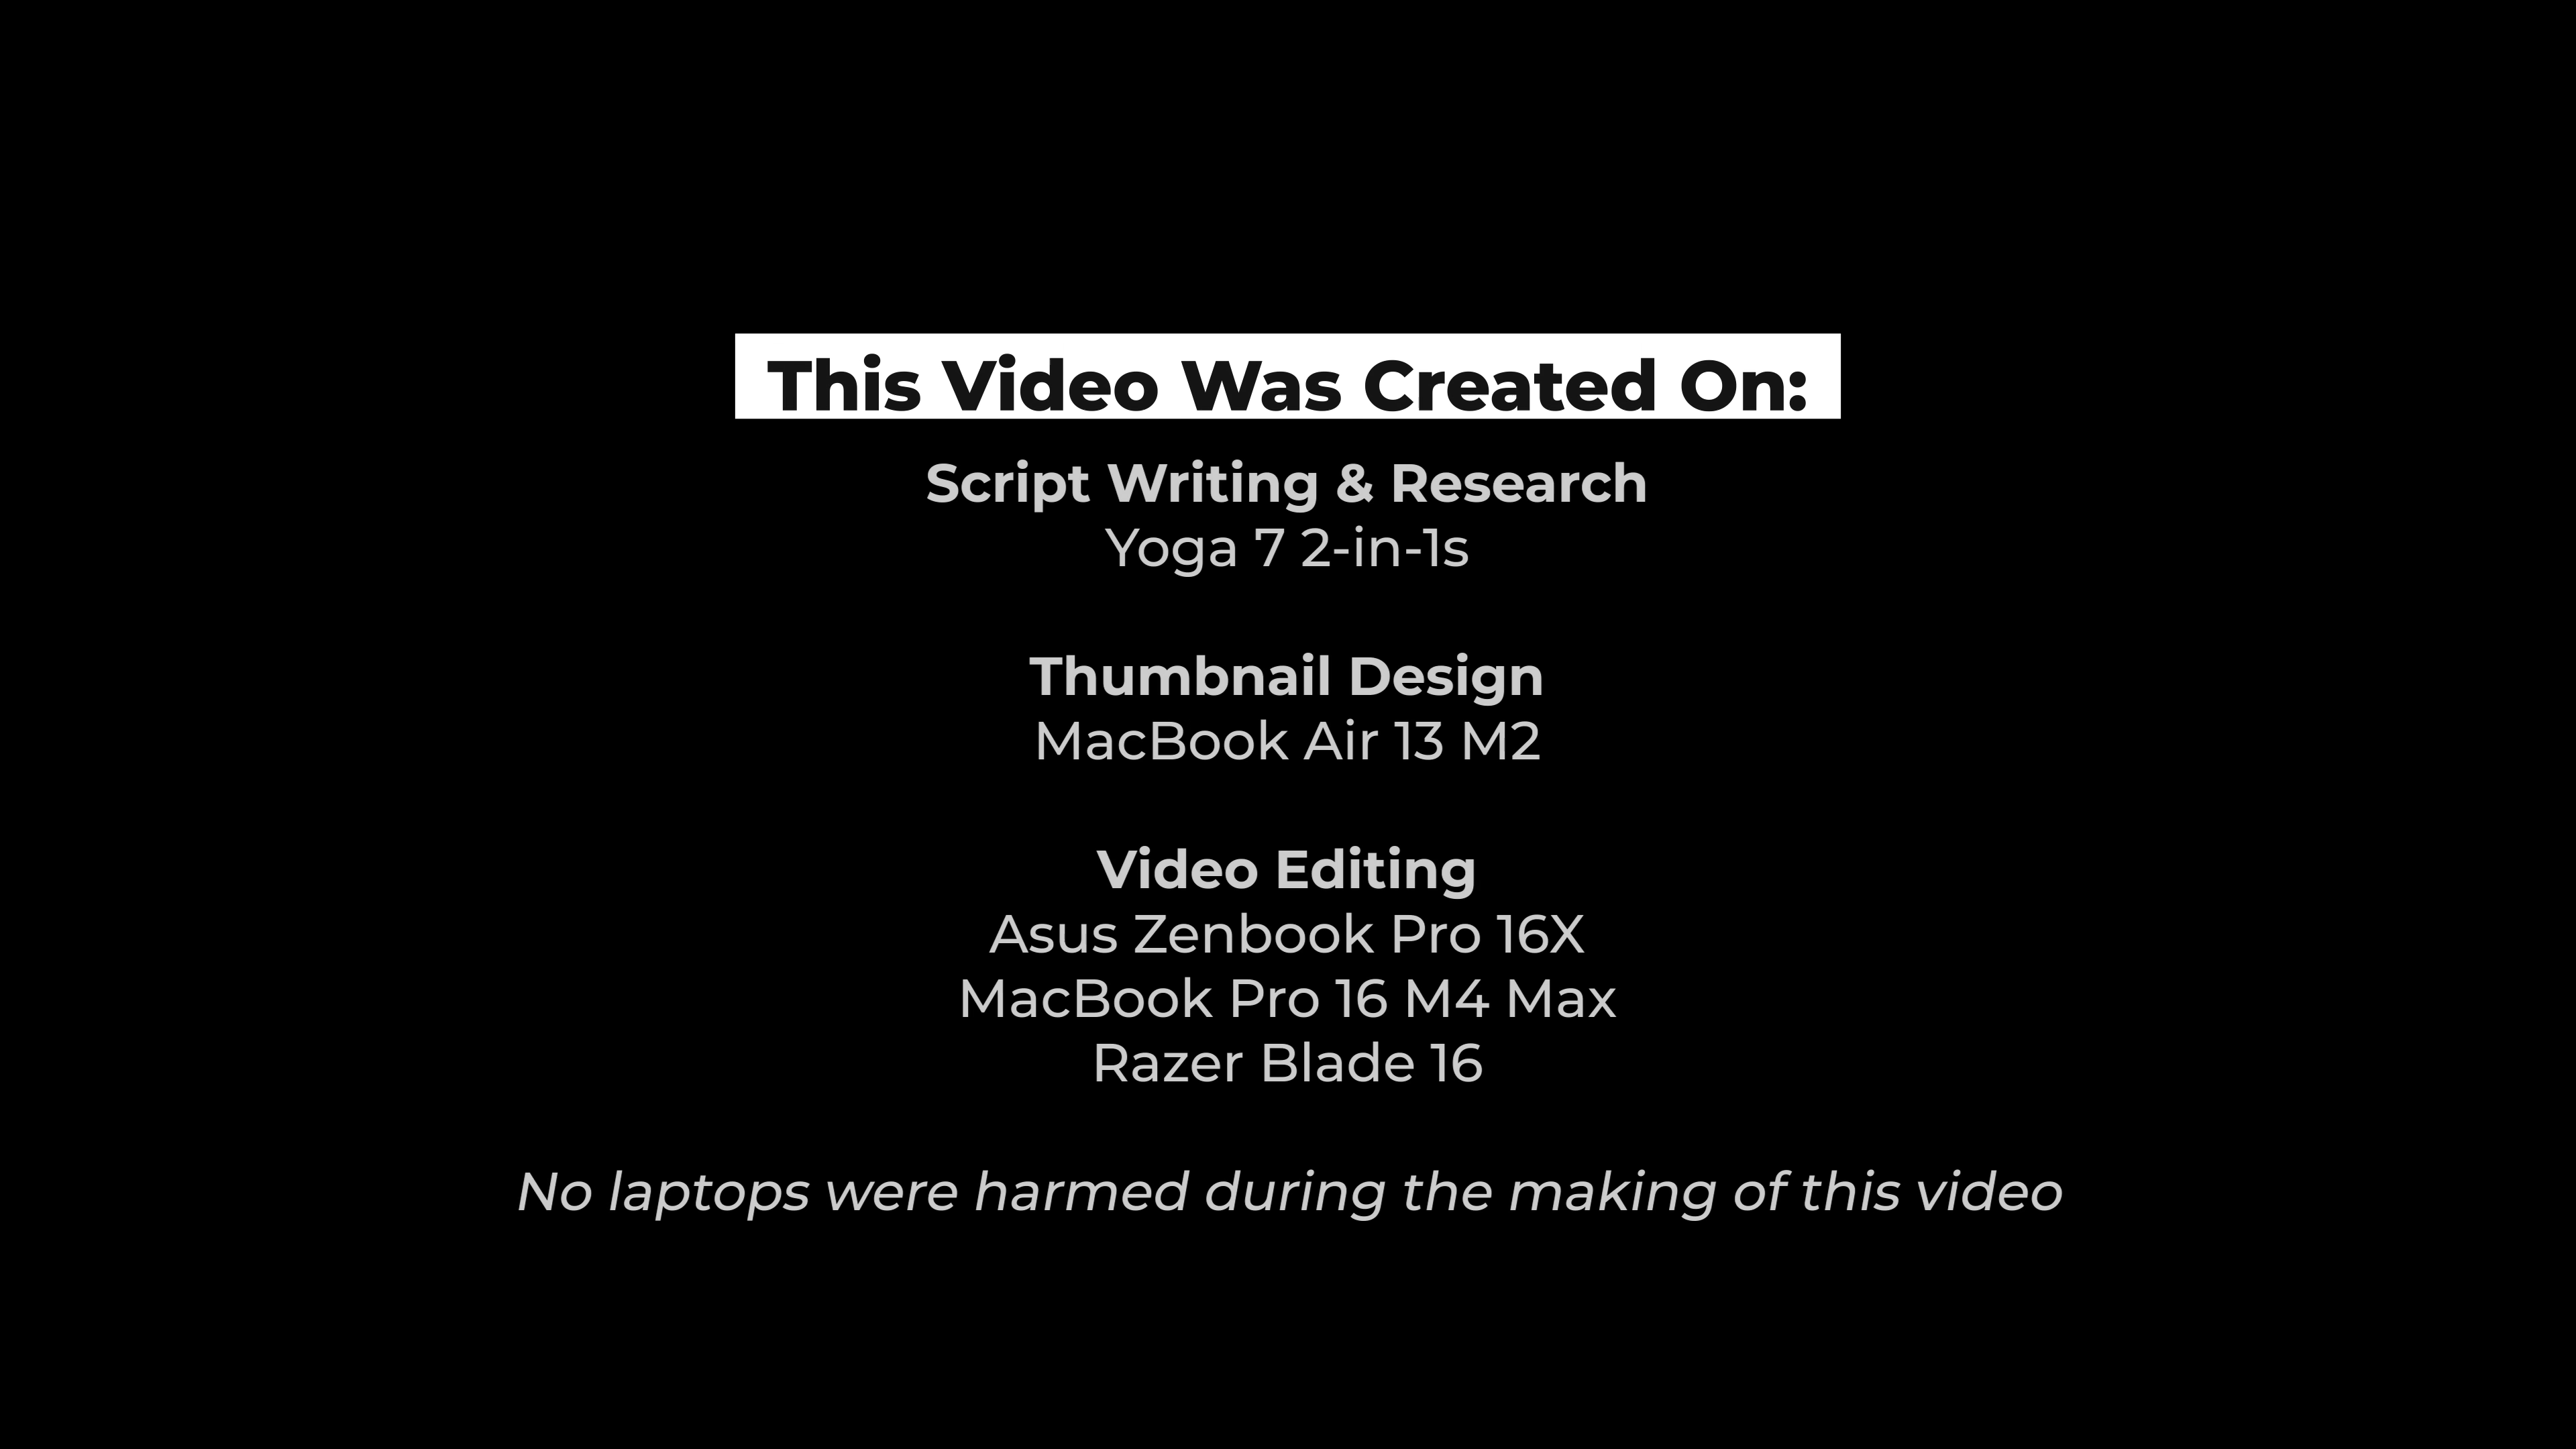 This Video Was Created On:
Script Writing & Research
Yoga 7 2-in-1s
Thumbnail Design
MacBook Air 13 M2
Video Editing
Asus Zenbook Pro 16X
MacBook Pro 16 M4 Max
Razer Blade 16
No laptops were harmed during the making of this video